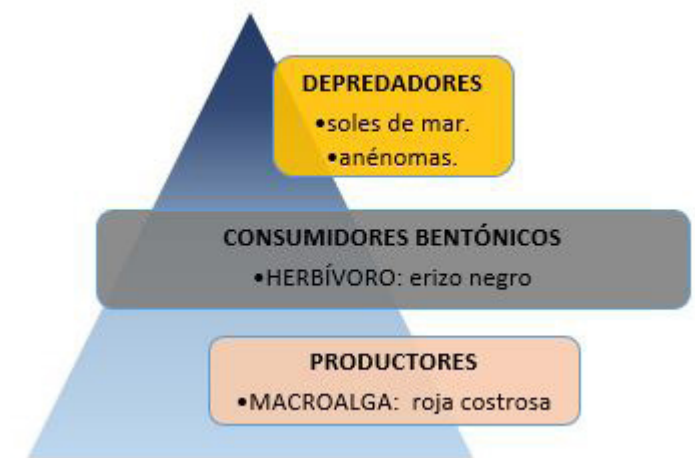 DEPREDADORES
•soles de mar.
•anénomas.
CONSUMIDORES BENTÓNICOS
•HERBÍVORO: erizo negro
PRODUCTORES
•MACROALGA:  roja costrosa